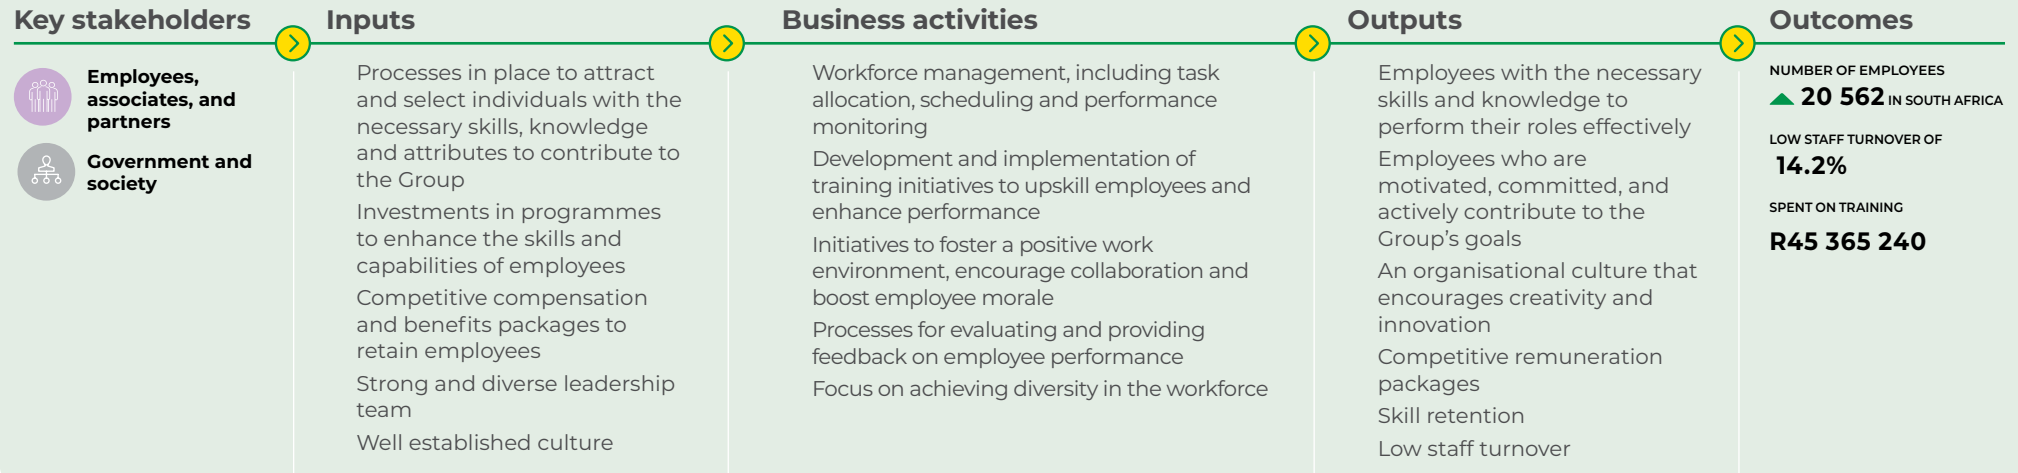 Key stakeholders
Employees,
associates, and
partners
Government and
society
Inputs
Processes in place to attract
and select individuals with the
necessary skills, knowledge
and attributes to contribute to
the Group
Investments in programmes
to enhance the skills and
capabilities of employees
Competitive compensation
and benefits packages to
retain employees
Strong and diverse leadership
team
Well established culture
Business activities
Workforce management, including task
allocation, scheduling and performance
monitoring
Development and implementation of
training initiatives to upskill employees and
enhance performance
Initiatives to foster a positive work
environment, encourage collaboration and
boost employee morale
Processes for evaluating and providing
feedback on employee performance
Focus on achieving diversity in the workforce
Outputs
Employees with the necessary
skills and knowledge to
perform their roles effectively
Employees who are
motivated, committed, and
actively contribute to the
Group’s goals
An organisational culture that
encourages creativity and
innovation
Competitive remuneration
packages
Skill retention
Low staff turnover
Outcomes
NUMBER OF EMPLOYEES
20 562 IN SOUTH AFRICA
LOW STAFF TURNOVER OF
14.2%
SPENT ON TRAINING
R45 365 240